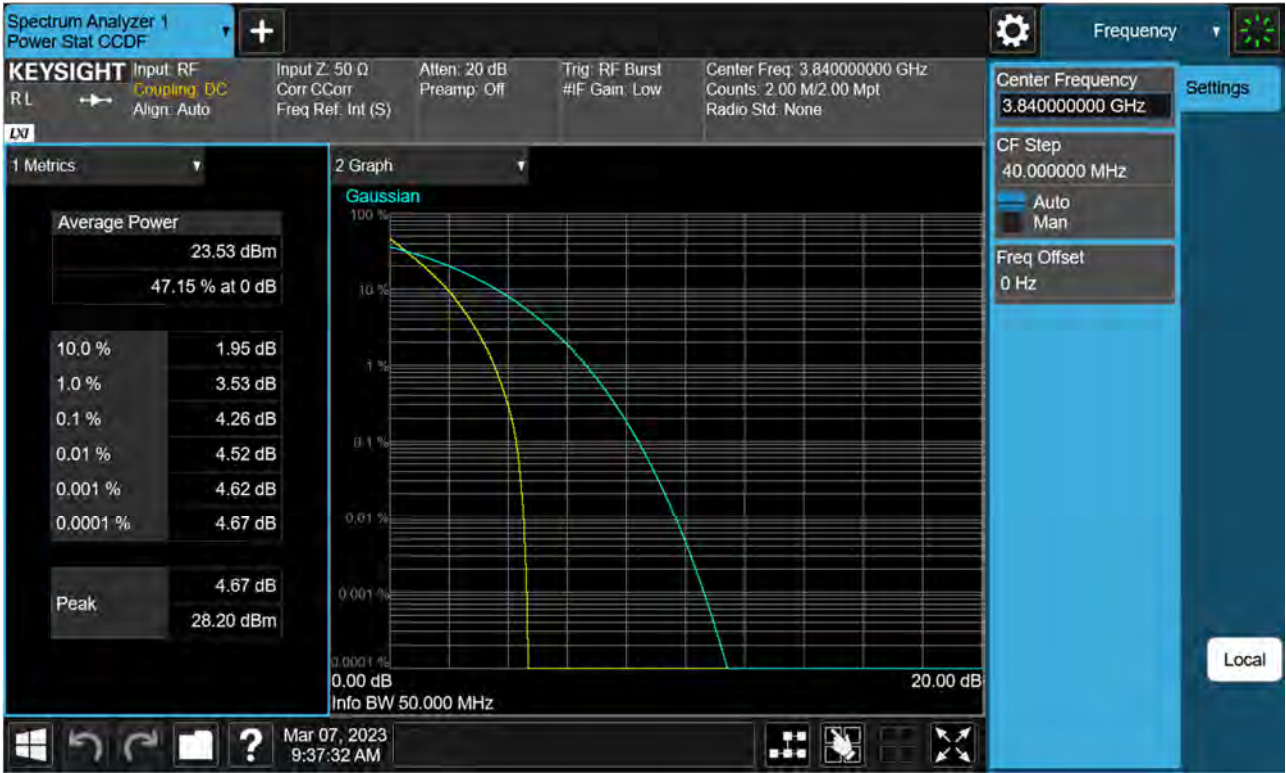 Spectrum Analyzer 1
Power Stat CCDF
+
Frequency
KEYSIGHT
R L
LXI
Input: RF
Coupling: DC
Align: Auto
Input Z: 50 Ω
Corr CCorr
Freq Ref: Int (S)
Atten: 20 dB
Preamp: Off
Trig: RF Burst
#IF Gain: Low
Center Freq: 3.840000000 GHz
Counts: 2.00 M/2.00 Mpt
Radio Std: None
1 Metrics
Average Power
23.53 dBm
47.15 % at 0 dB
10.0 % 1.95 dB
1.0 % 3.53 dB
0.1 % 4.26 dB
0.01 % 4.52 dB
0.001 % 4.62 dB
0.0001 % 4.67 dB
Peak
4.67 dB
28.20 dBm
2 Graph
Gaussian
100 %
10 %
1 %
0.1 %
0.01 %
0.001 %
0.0001 %
0.00 dB
20.00 dB
Info BW 50.000 MHz
Center Frequency
3.840000000 GHz
CF Step
40.000000 MHz
Auto
Man
Freq Offset
0 Hz
Settings
Local
?
Mar 07, 2023
9:37:32 AM